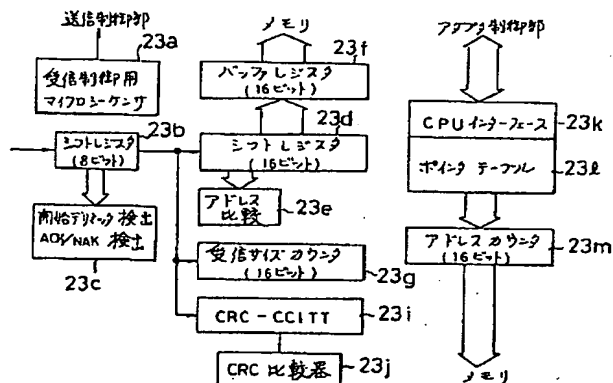 送信制御部
23a
受信制御用
マイクロシーケンサ
23b
シフトレジスタ
(8ビット)
開始デリミッタ 検出
ACK/NAK 検出
23c
メモリ
23f
バッファレジスタ
(16ビット)
23d
シフトレジスタ
(16ビット)
アドレス
比較
23e
受信サイズカウンタ
(16ビット)
23g
CRC-CCITT
23i
CRC 比較器
23j
アダプタ制御部
CPUインターフェース
23k
ポインタ テーブル
23l
アドレスカウンタ
(16ビット)
23m
メモリ